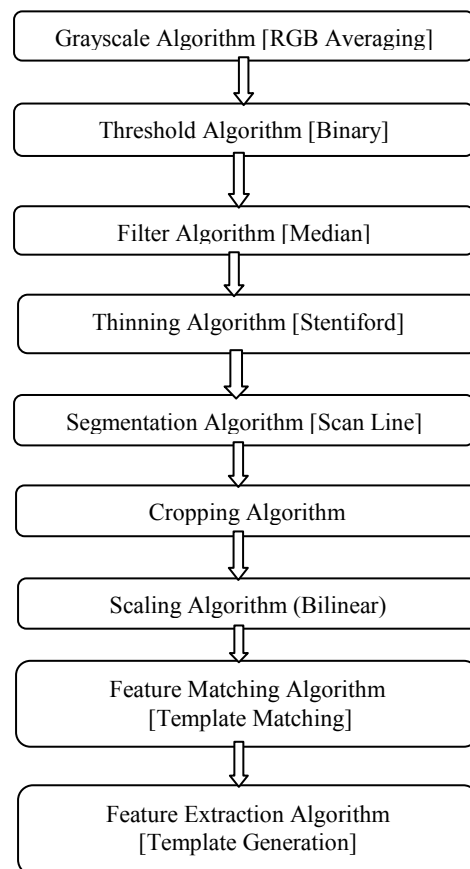 Grayscale Algorithm [RGB Averaging]
Threshold Algorithm [Binary]
Filter Algorithm [Median]
Thinning Algorithm [Stentiford]
Segmentation Algorithm [Scan Line]
Cropping Algorithm
Scaling Algorithm (Bilinear)
Feature Matching Algorithm
[Template Matching]
Feature Extraction Algorithm
[Template Generation]